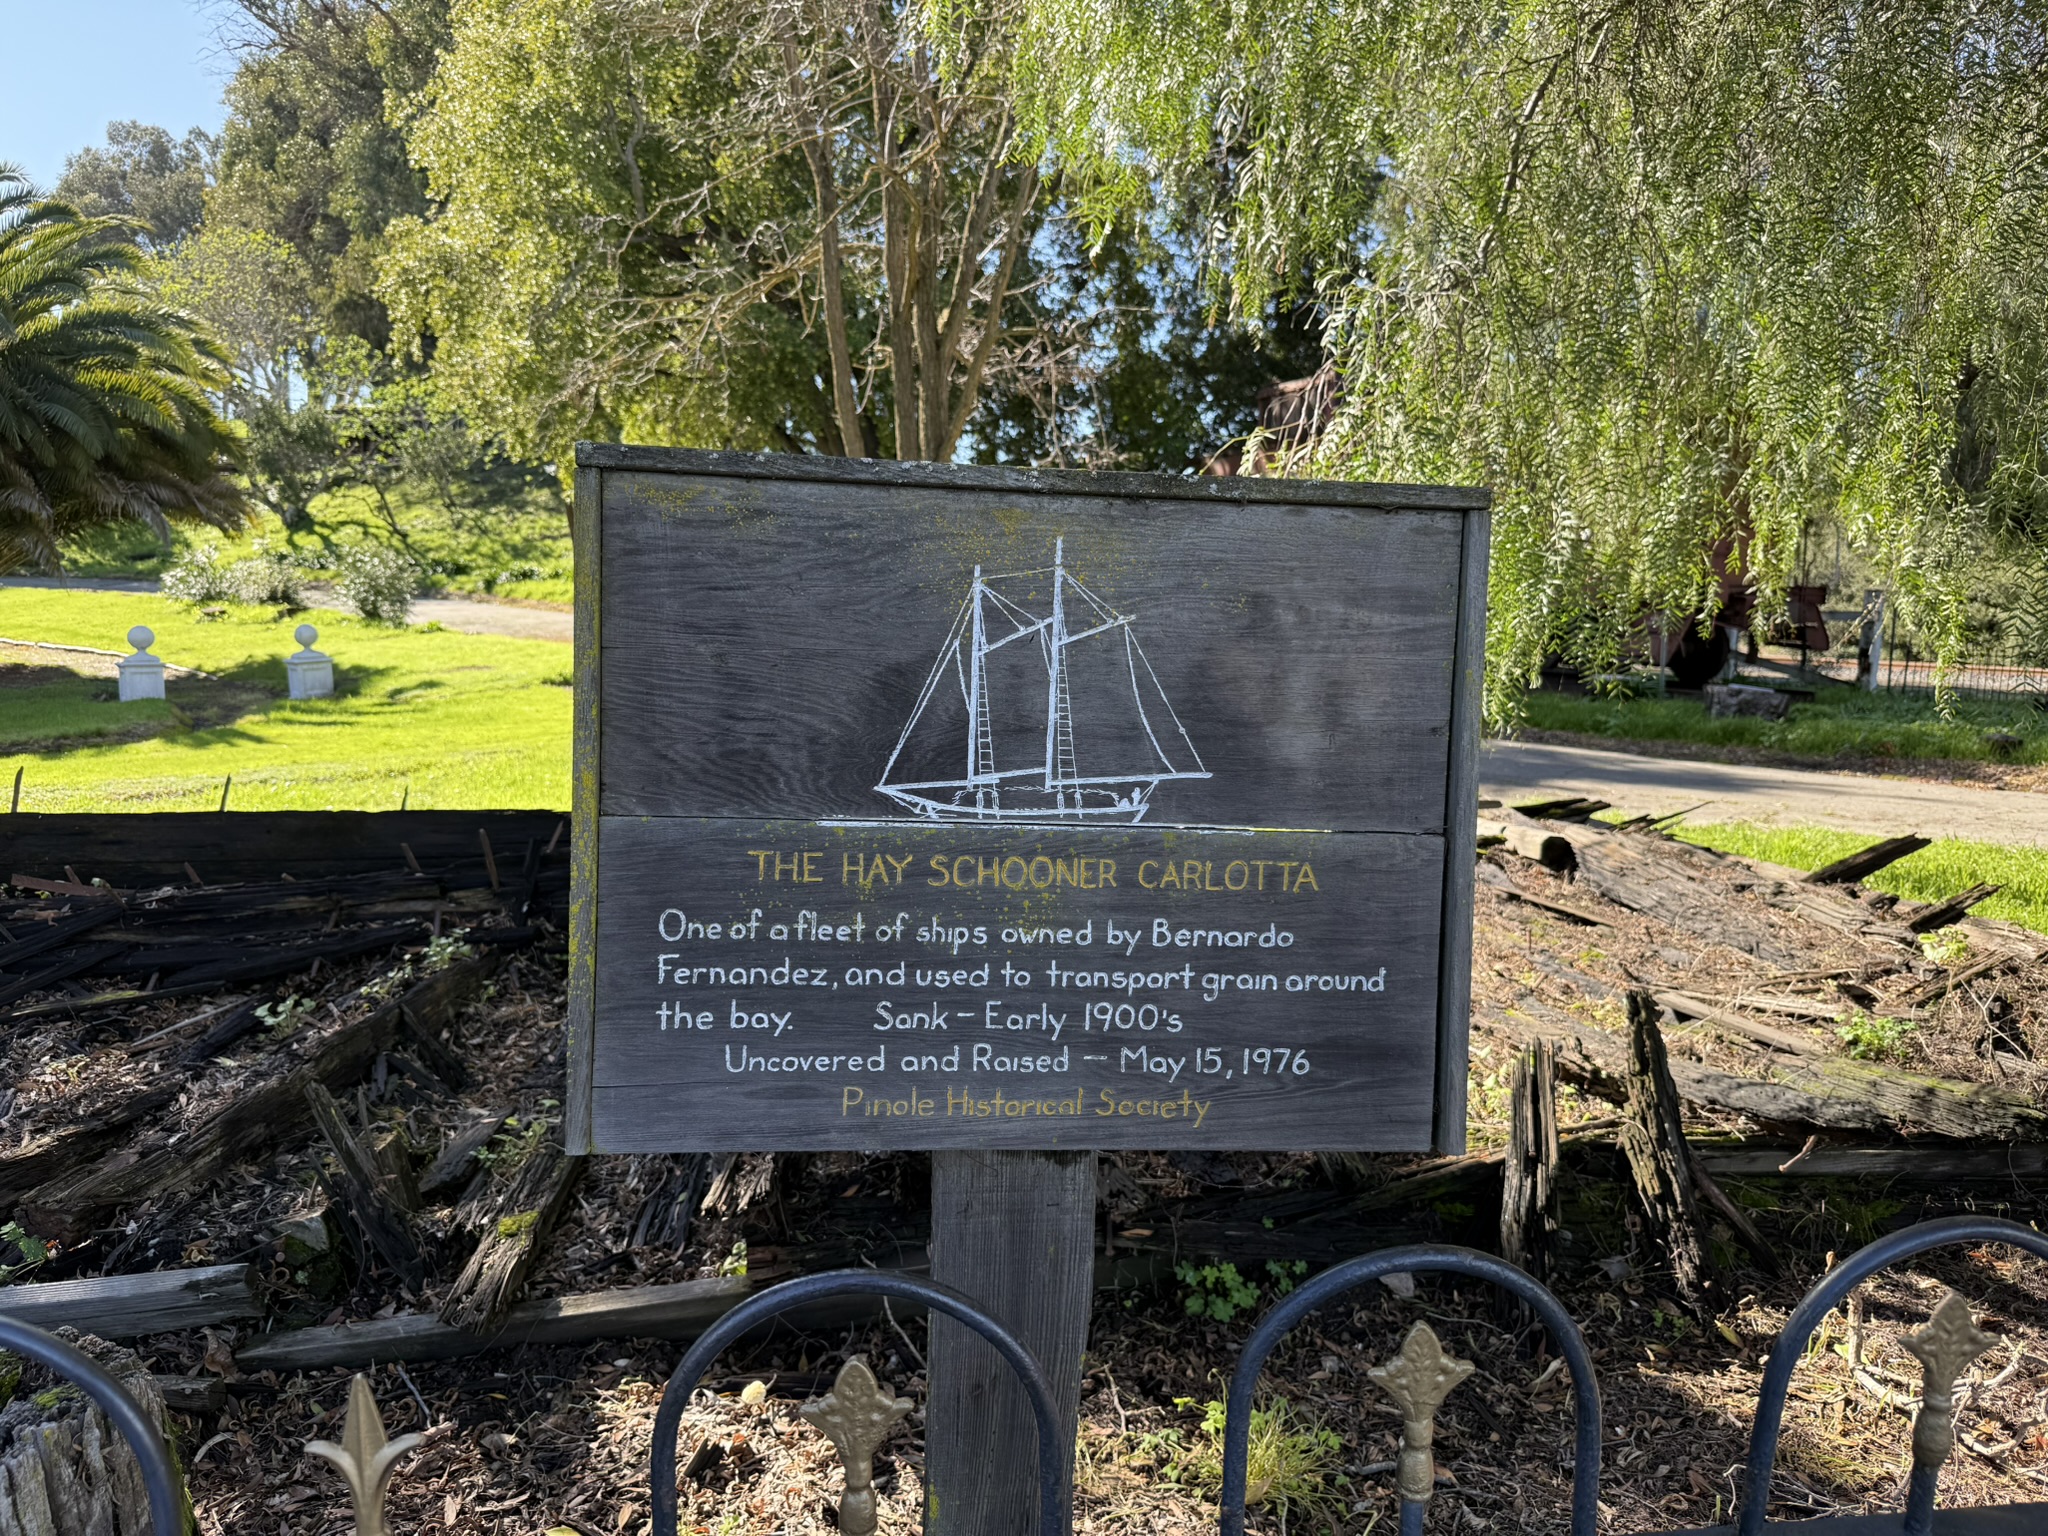 THE HAY SCHOONER CARLOTTA
One of a fleet of ships owned by Bernardo
Fernandez, and used to transport grain around
the bay. Sank - Early 1900's
Uncovered and Raised - May 15, 1976
Pinole Historical Society